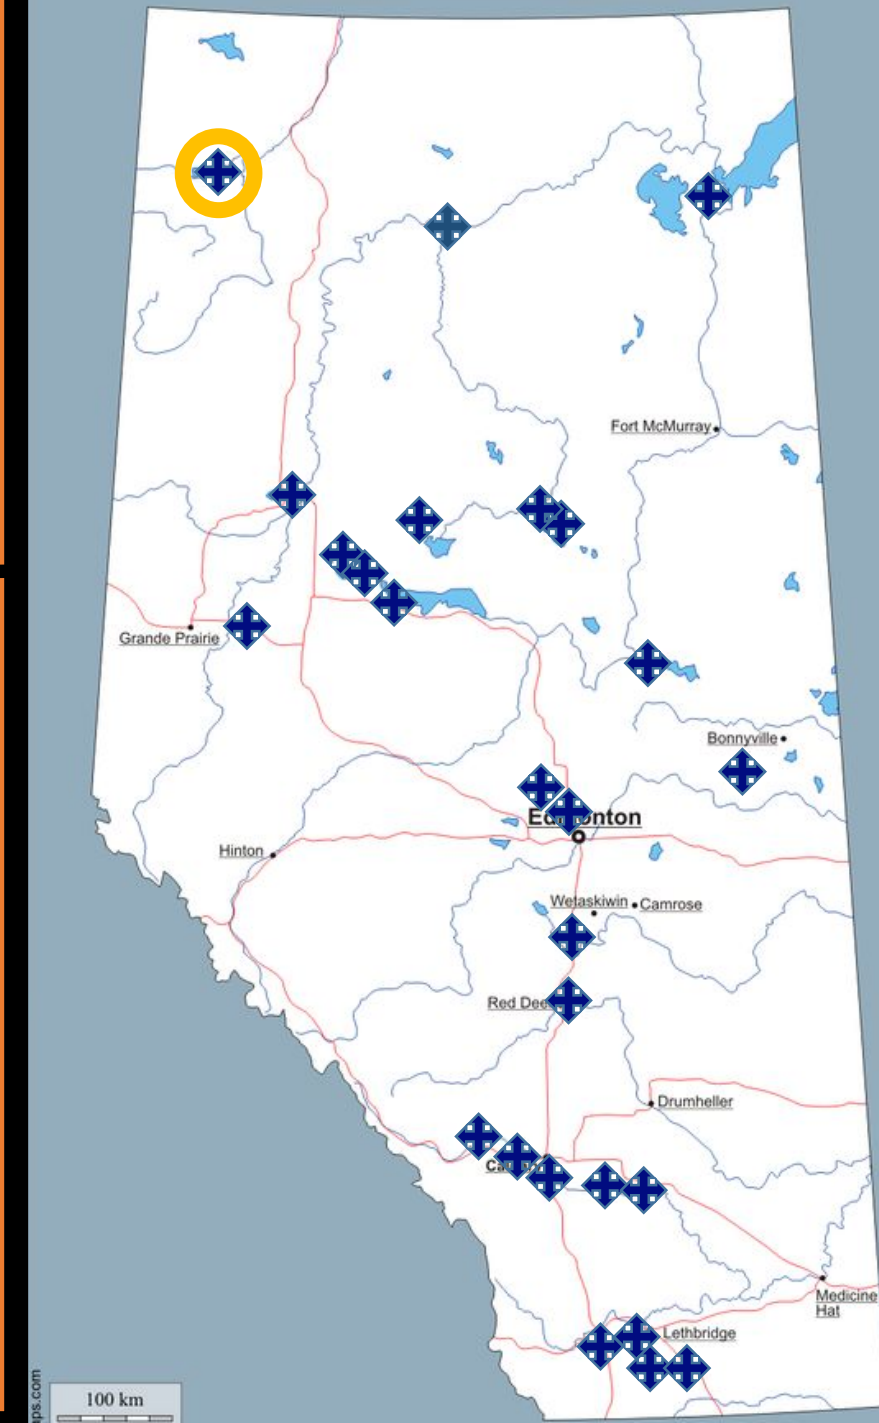 Fort McMurray
Grande Prairie
Bonnyville
Hinton
Wetaskiwin
Camrose
Drumheller
Medicine
Hat
Lethbridge
100 km